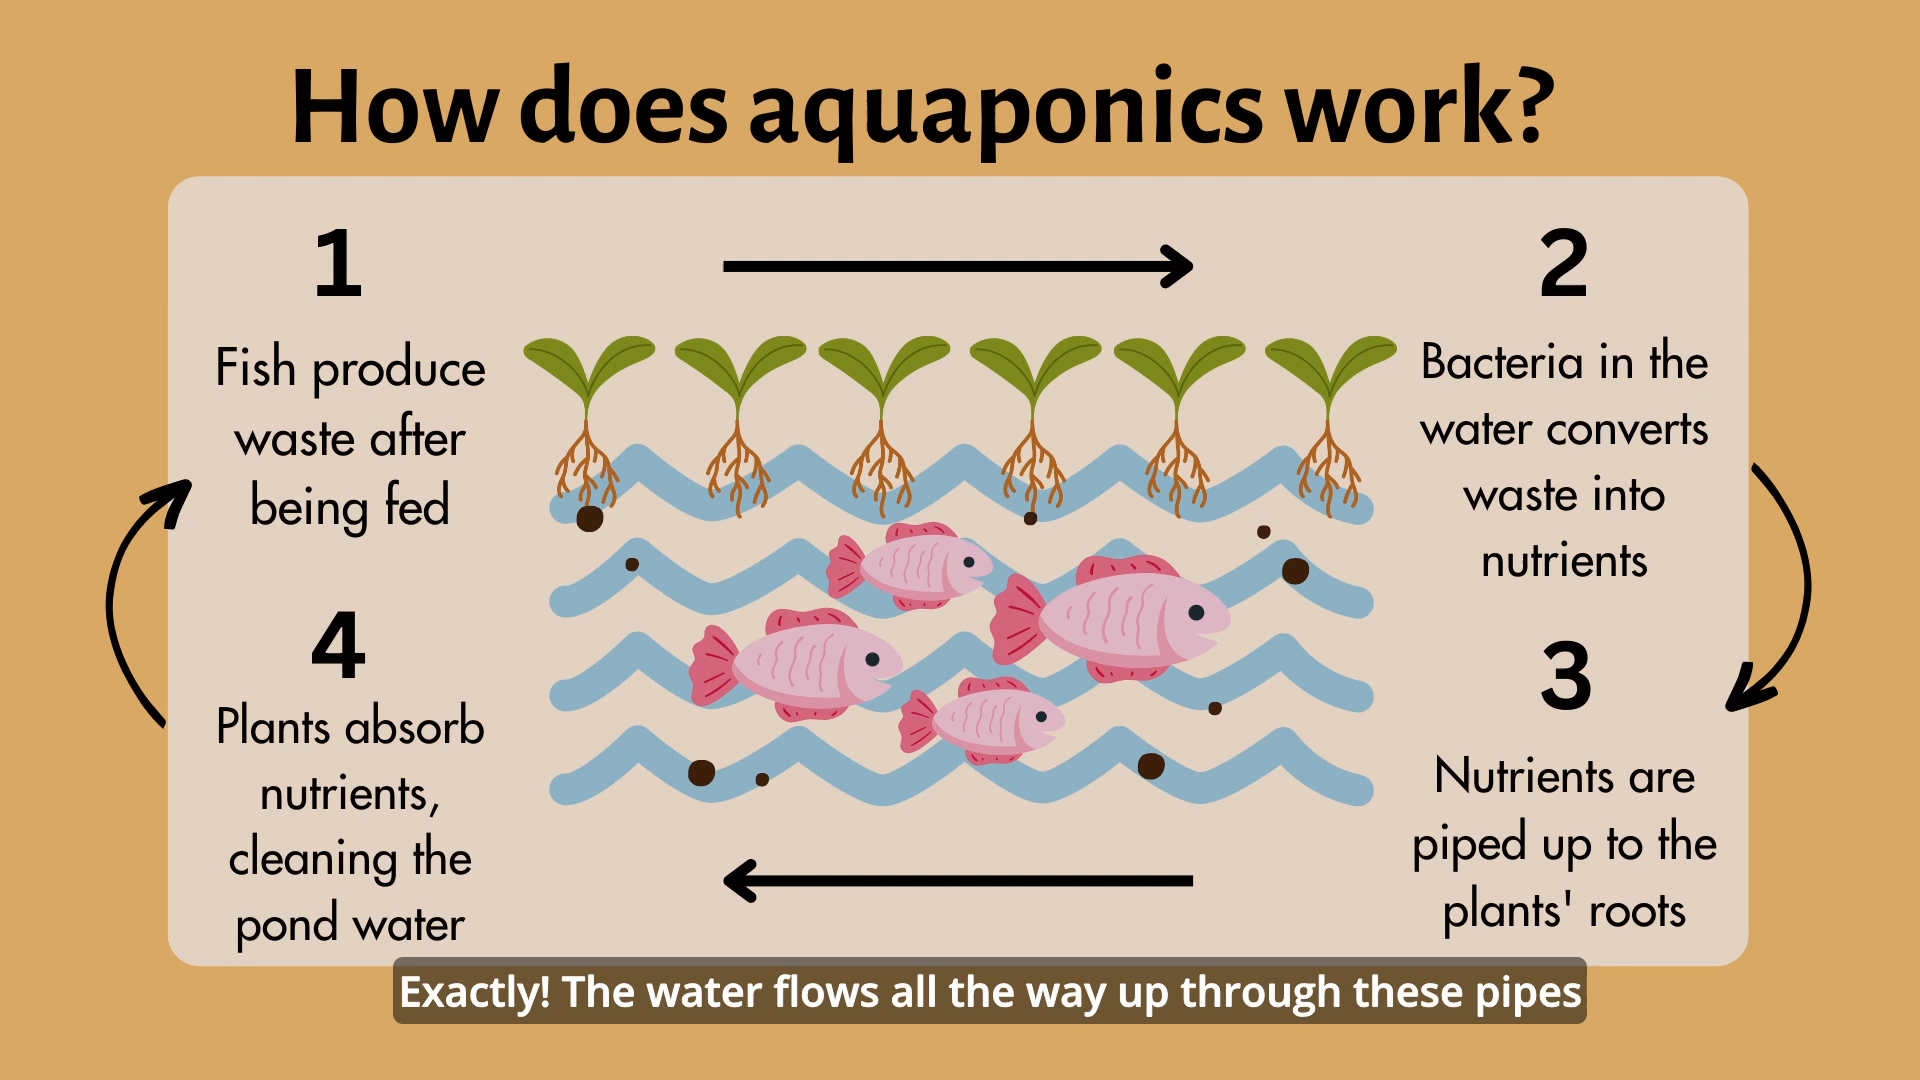 How does aquaponics work?
1
Fish produce
waste after
being fed
2
Bacteria in the
water converts
waste into
nutrients
3
Nutrients are
piped up to the
plants' roots
4
Plants absorb
nutrients,
cleaning the
pond water
Exactly! The water flows all the way up through these pipes